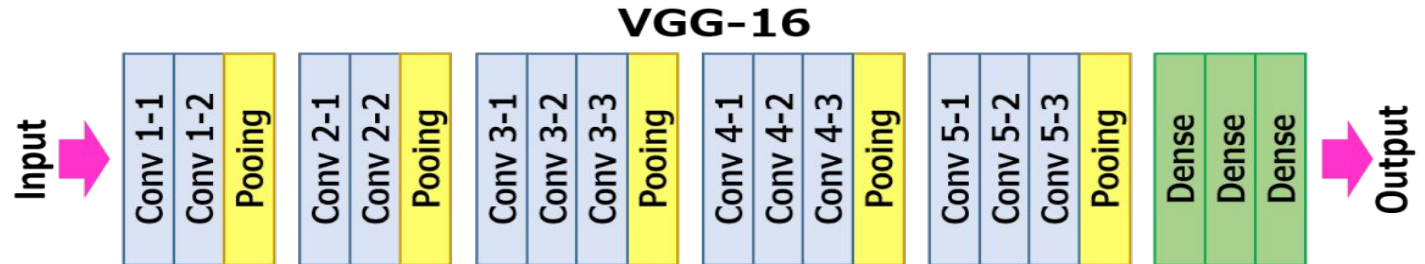 VGG-16
Input
Conv 1-1
Conv 1-2
Pooing
Conv 2-1
Conv 2-2
Pooing
Conv 3-1
Conv 3-2
Conv 3-3
Pooing
Conv 4-1
Conv 4-2
Conv 4-3
Pooing
Conv 5-1
Conv 5-2
Conv 5-3
Pooing
Dense
Dense
Dense
Output